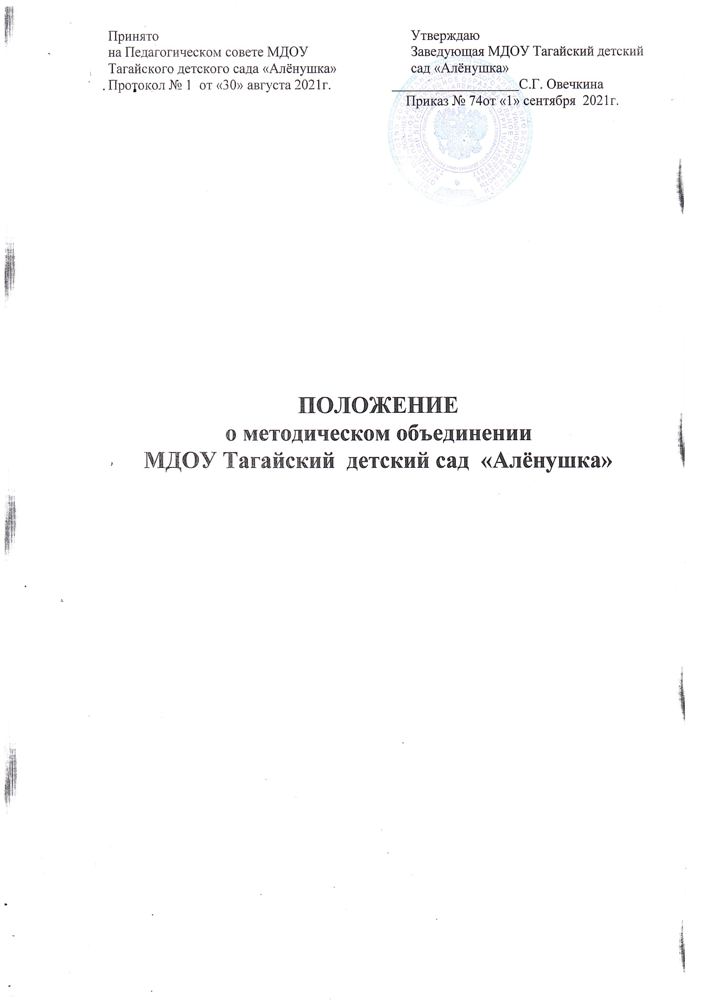 Принято
на Педагогическом совете МДОУ
Тагайского детского сада «Алёнушка»
Протокол № 1 от «30» августа 2021г.
Утверждаю
Заведующая МДОУ Тагайский детский
сад «Алёнушка»
С.Г. Овечкина
Приказ № 74от «1» сентября 2021г.
ПОЛОЖЕНИЕ
о методическом объединении
МДОУ Тагайский детский сад «Алёнушка»